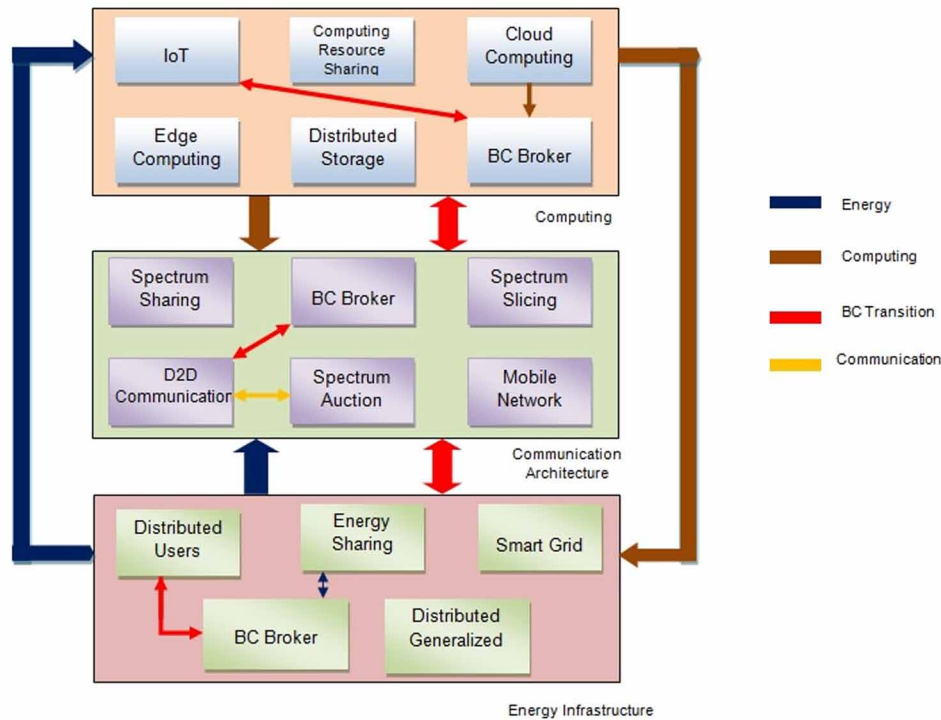 IoT
Computing
Resource
Sharing
Cloud
Computing
Edge
Computing
Distributed
Storage
BC Broker
Computing
Spectrum
Sharing
BC Broker
Spectrum
Slicing
D2D
Communication
Spectrum
Auction
Mobile
Network
Communication
Architecture
Distributed
Users
Energy
Sharing
Smart Grid
BC Broker
Distributed
Generalized
Energy Infrastructure
Energy
Computing
BC Transition
Communication